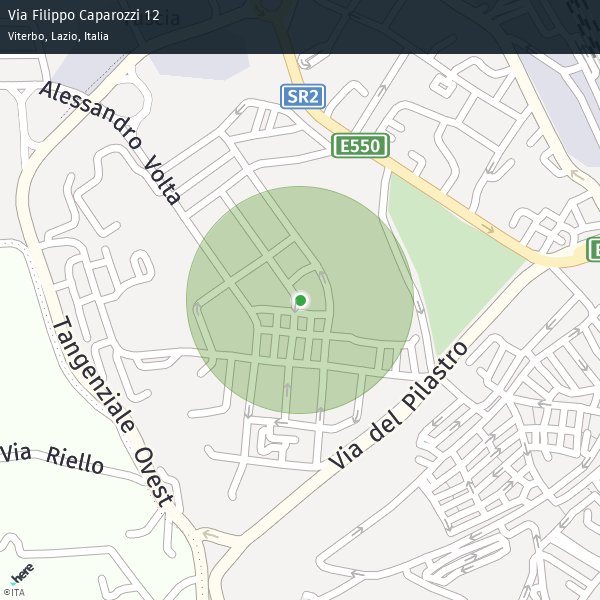 Via Filippo Caparozzi 12
Viterbo, Lazio, Italia
Alessandro Volta
SR2
E550
E
Tangenziale Ovest
Via del Pilastro
Via Riello
here
©ITA